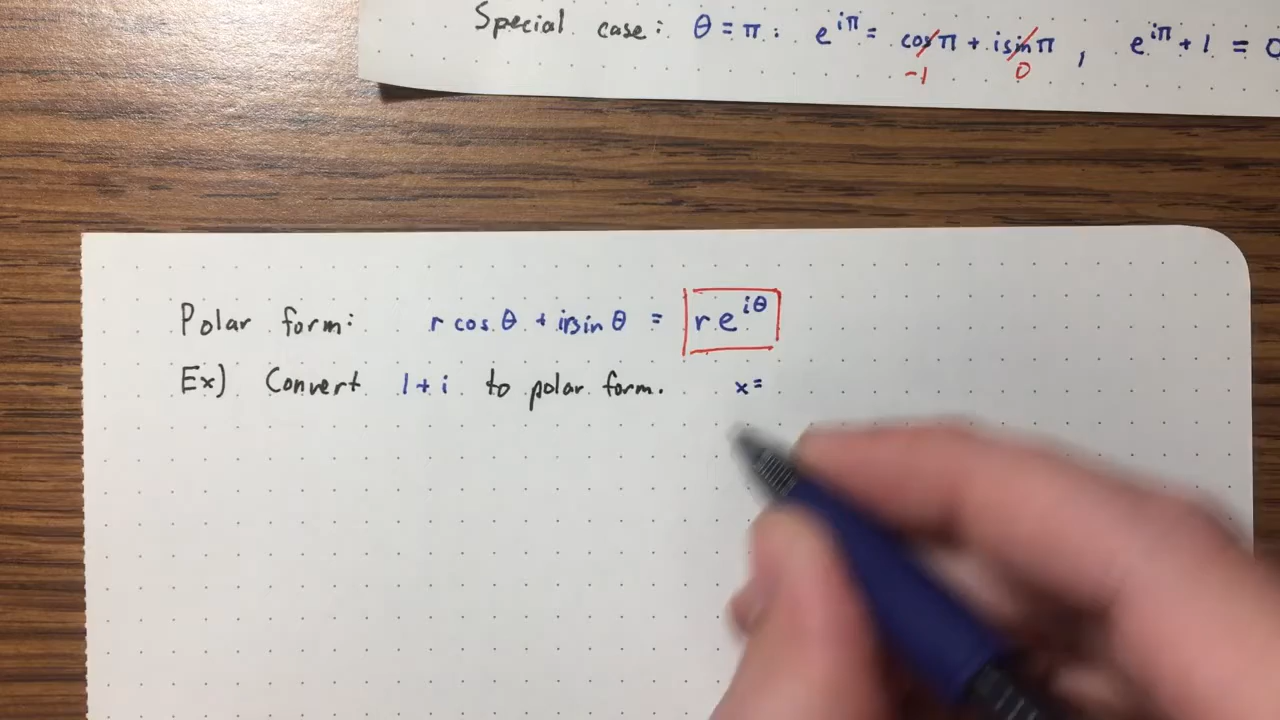 Special case: θ = π: e^{iπ} = cosπ + isinπ, e^{iπ} + 1 = 0
-1 0
Polar form: r cos θ + irsin θ = r e^{iθ}
Ex) Convert 1 + i to polar form. x =